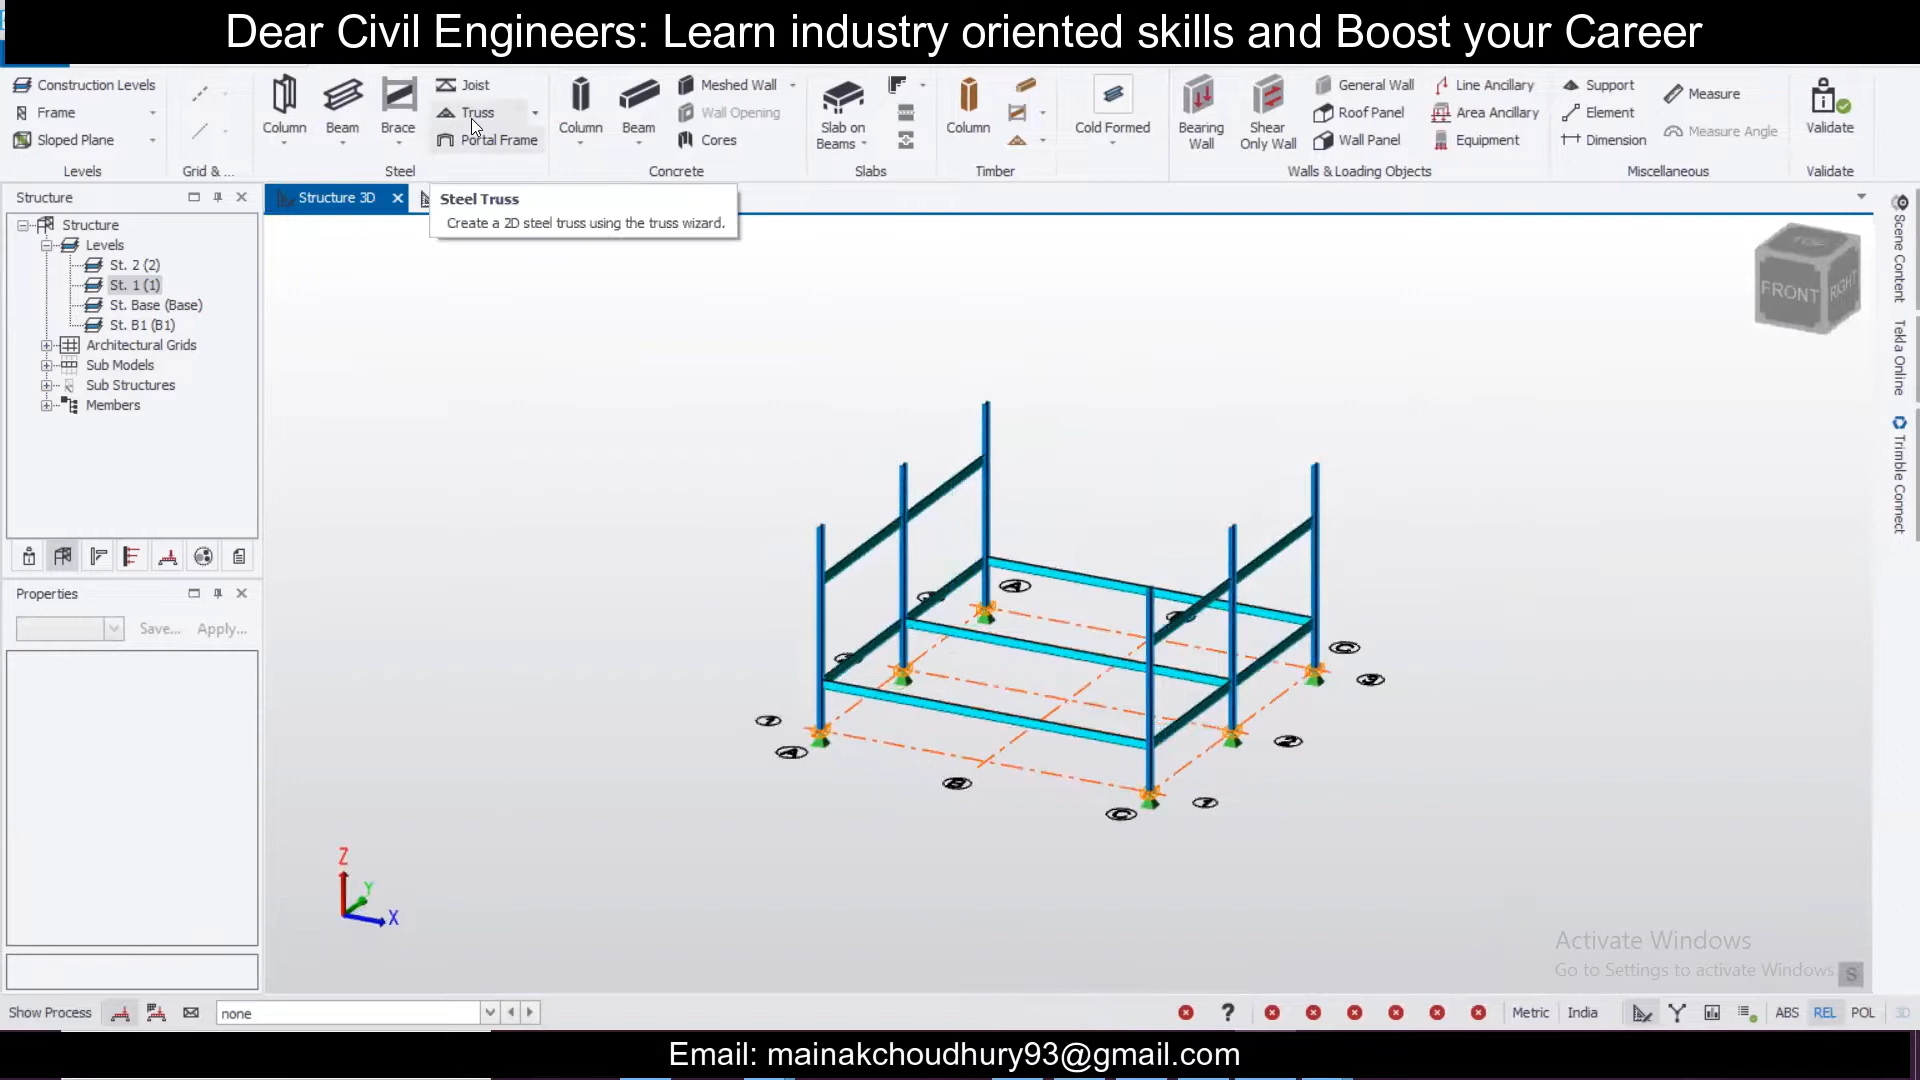 Dear Civil Engineers: Learn industry oriented skills and Boost your Career
Construction Levels
Frame
Sloped Plane
Levels
Grid & ...
Column
Beam
Brace
Joist
Truss
Portal Frame
Steel
Column
Beam
Meshed Wall
Wall Opening
Cores
Concrete
Slab on
Beams
Slabs
Column
Timber
Cold Formed
Bearing
Wall
Shear
Only Wall
General Wall
Roof Panel
Wall Panel
Line Ancillary
Area Ancillary
Equipment
Walls & Loading Objects
Support
Element
Dimension
Measure
Measure Angle
Miscellaneous
Validate
Validate
Structure
Structure 3D
Steel Truss
Create a 2D steel truss using the truss wizard.
Structure
Levels
St. 2 (2)
St. 1 (1)
St. Base (Base)
St. B1 (B1)
Architectural Grids
Sub Models
Sub Structures
Members
Properties
Save...
Apply...
FRONT
RIGHT
Scene Content
Tekla Online
Trimble Connect
A
C
3
1
A
2
B
C
1
Z
Y
X
Activate Windows
Go to Settings to activate Windows.
S
Show Process
none
?
Metric
India
ABS
REL
POL
3D
Email: mainakchoudhury93@gmail.com